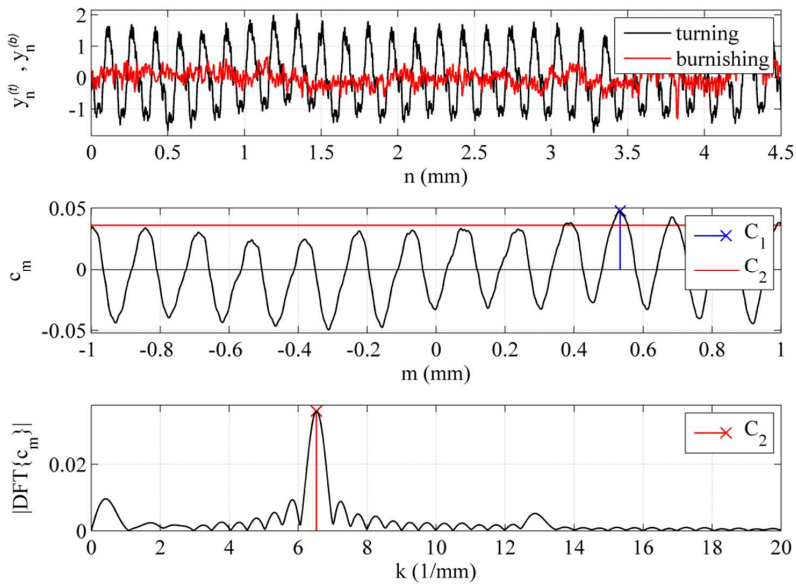 y_n^(t) , y_n^(b)
2
1
0
-1
turning
burnishing
0 0.5 1 1.5 2 2.5 3 3.5 4 4.5
n (mm)
c_m
0.05
0
-0.05
C_1
C_2
-1 -0.8 -0.6 -0.4 -0.2 0 0.2 0.4 0.6 0.8 1
m (mm)
|DFT{c_m}|
0.02
0
C_2
0 2 4 6 8 10 12 14 16 18 20
k (1/mm)